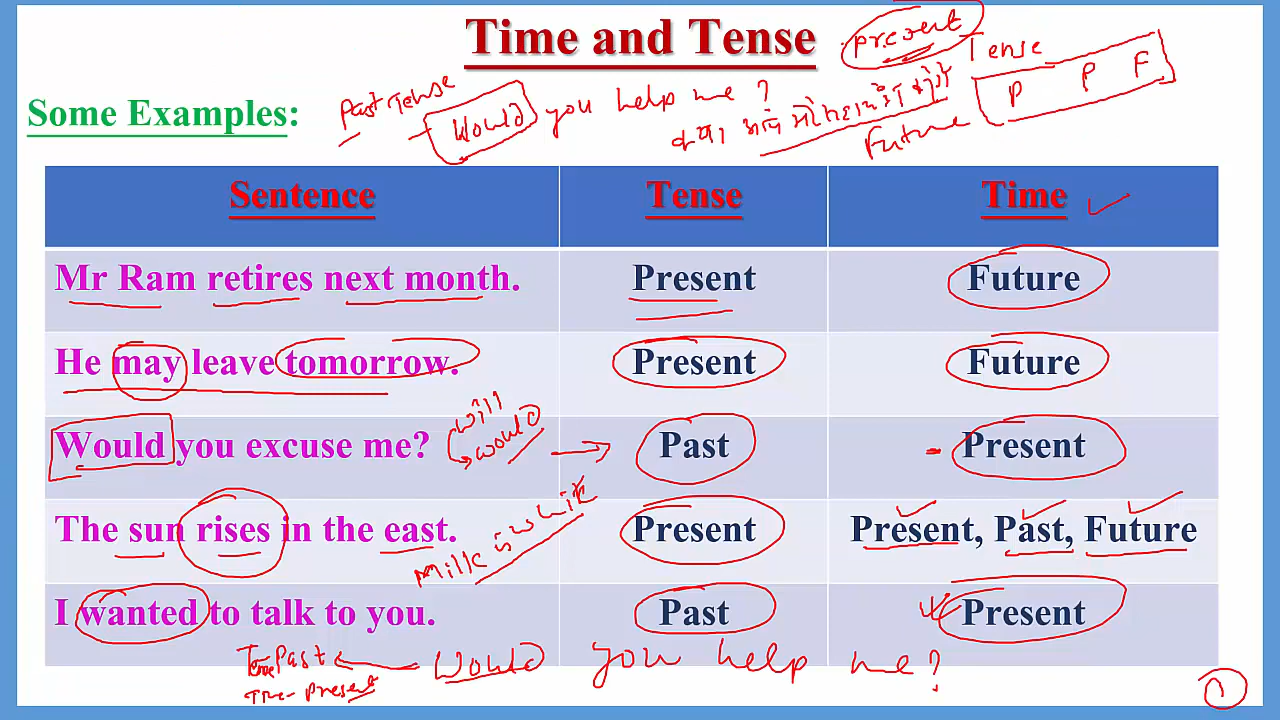 Time and Tense
present
Tense
P P F
Some Examples:
Past Tense
Would you help me?
क्या आप
Future
Sentence Tense Time
Mr Ram retires next month. Present Future
He may leave tomorrow. Present Future
will
would
Would you excuse me? Past Present
The sun rises in the east. Present Present, Past, Future
Milk is white
I wanted to talk to you. Past Present
Past
Would you help me?
Present